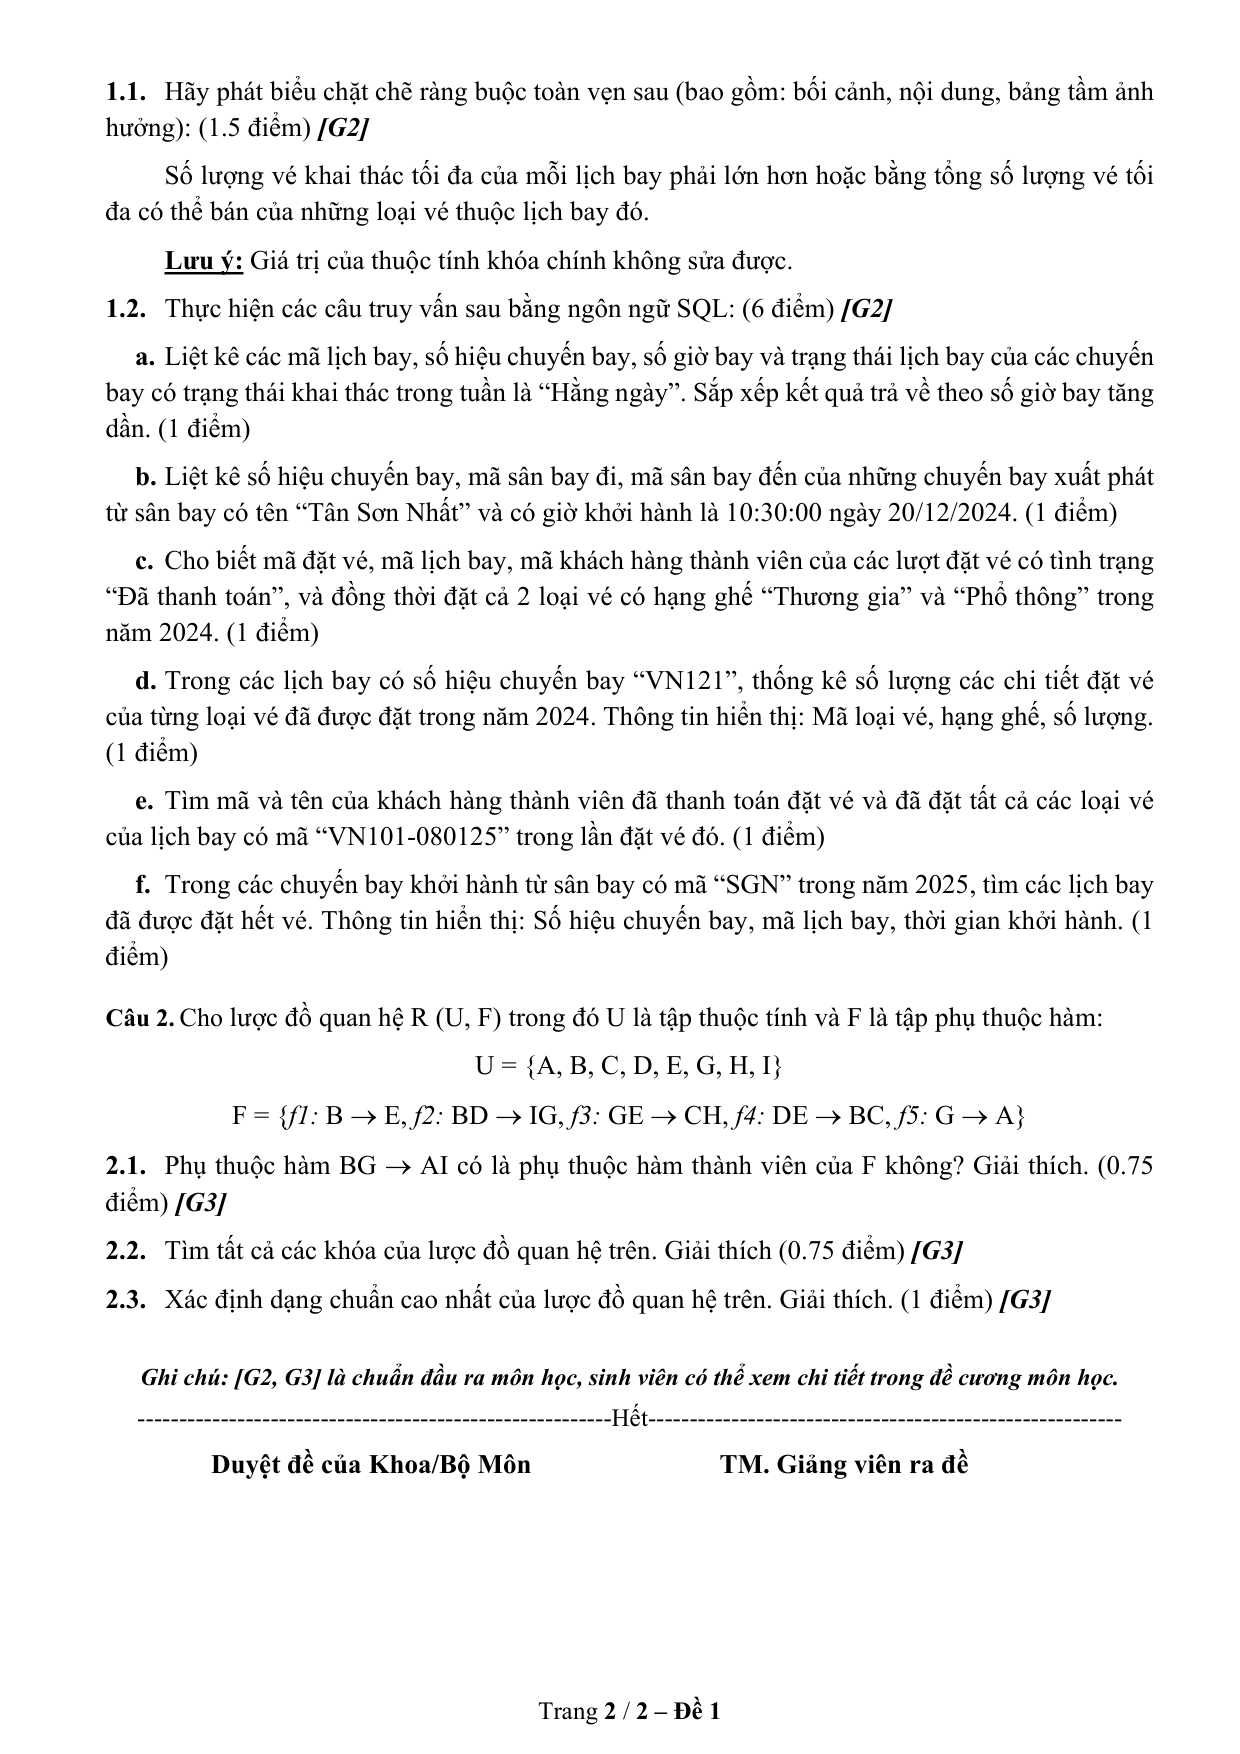 1.1. Hãy phát biểu chặt chẽ ràng buộc toàn vẹn sau (bao gồm: bối cảnh, nội dung, bảng tầm ảnh
hưởng): (1.5 điểm) [G2]
Số lượng vé khai thác tối đa của mỗi lịch bay phải lớn hơn hoặc bằng tổng số lượng vé tối
đa có thể bán của những loại vé thuộc lịch bay đó.
Lưu ý: Giá trị của thuộc tính khóa chính không sửa được.
1.2. Thực hiện các câu truy vấn sau bằng ngôn ngữ SQL: (6 điểm) [G2]
a. Liệt kê các mã lịch bay, số hiệu chuyến bay, số giờ bay và trạng thái lịch bay của các chuyến
bay có trạng thái khai thác trong tuần là “Hằng ngày”. Sắp xếp kết quả trả về theo số giờ bay tăng
dần. (1 điểm)
b. Liệt kê số hiệu chuyến bay, mã sân bay đi, mã sân bay đến của những chuyến bay xuất phát
từ sân bay có tên “Tân Sơn Nhất” và có giờ khởi hành là 10:30:00 ngày 20/12/2024. (1 điểm)
c. Cho biết mã đặt vé, mã lịch bay, mã khách hàng thành viên của các lượt đặt vé có tình trạng
“Đã thanh toán”, và đồng thời đặt cả 2 loại vé có hạng ghế “Thương gia” và “Phổ thông” trong
năm 2024. (1 điểm)
d. Trong các lịch bay có số hiệu chuyến bay “VN121”, thống kê số lượng các chi tiết đặt vé
của từng loại vé đã được đặt trong năm 2024. Thông tin hiển thị: Mã loại vé, hạng ghế, số lượng.
(1 điểm)
e. Tìm mã và tên của khách hàng thành viên đã thanh toán đặt vé và đã đặt tất cả các loại vé
của lịch bay có mã “VN101-080125” trong lần đặt vé đó. (1 điểm)
f. Trong các chuyến bay khởi hành từ sân bay có mã “SGN” trong năm 2025, tìm các lịch bay
đã được đặt hết vé. Thông tin hiển thị: Số hiệu chuyến bay, mã lịch bay, thời gian khởi hành. (1
điểm)
Câu 2. Cho lược đồ quan hệ R (U, F) trong đó U là tập thuộc tính và F là tập phụ thuộc hàm:
U = {A, B, C, D, E, G, H, I}
F = {f1: B → E, f2: BD → IG, f3: GE → CH, f4: DE → BC, f5: G → A}
2.1. Phụ thuộc hàm BG → AI có là phụ thuộc hàm thành viên của F không? Giải thích. (0.75
điểm) [G3]
2.2. Tìm tất cả các khóa của lược đồ quan hệ trên. Giải thích (0.75 điểm) [G3]
2.3. Xác định dạng chuẩn cao nhất của lược đồ quan hệ trên. Giải thích. (1 điểm) [G3]
Ghi chú: [G2, G3] là chuẩn đầu ra môn học, sinh viên có thể xem chi tiết trong đề cương môn học.
---------------------------------------------------------Hết---------------------------------------------------------
Duyệt đề của Khoa/Bộ Môn TM. Giảng viên ra đề
Trang 2 / 2 – Đề 1